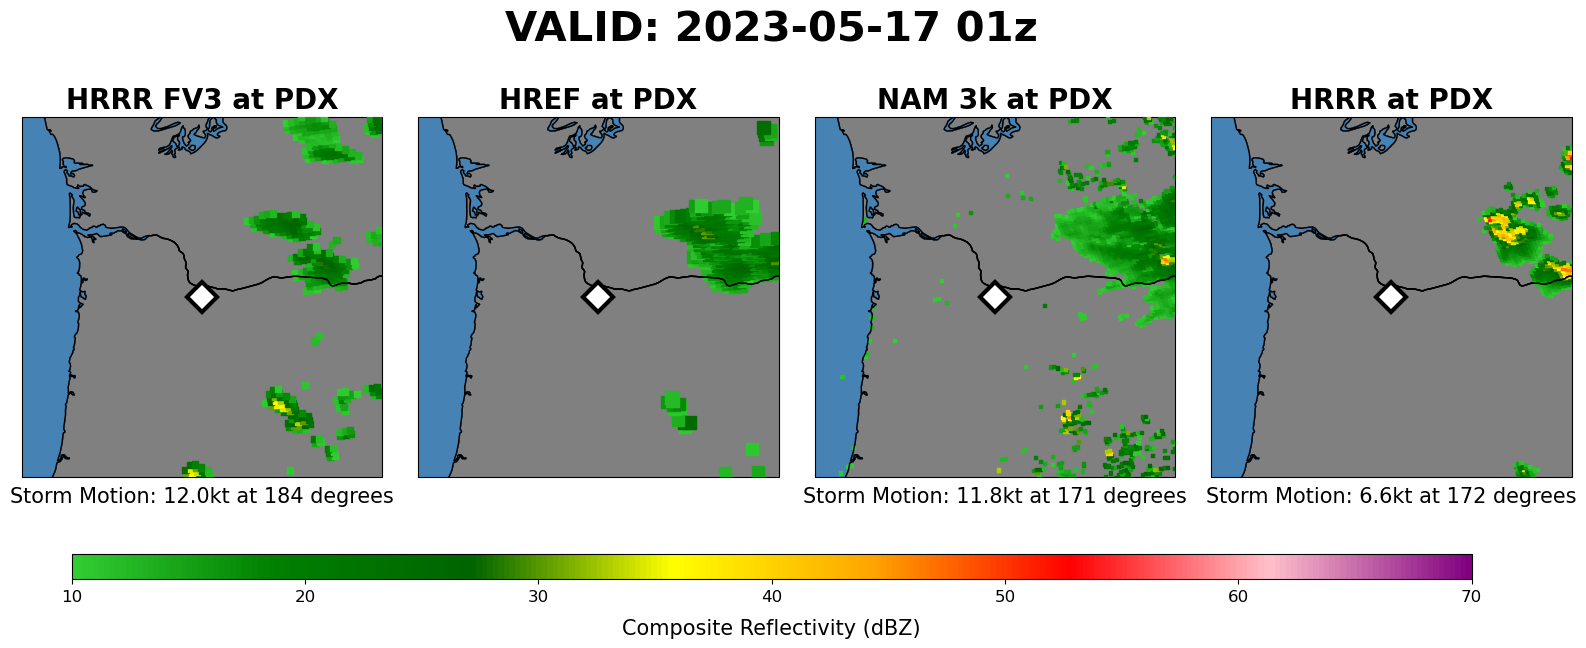 VALID: 2023-05-17 01z
HRRR FV3 at PDX
HREF at PDX
NAM 3k at PDX
HRRR at PDX
Storm Motion: 12.0kt at 184 degrees
Storm Motion: 11.8kt at 171 degrees
Storm Motion: 6.6kt at 172 degrees
10 20 30 40 50 60 70
Composite Reflectivity (dBZ)